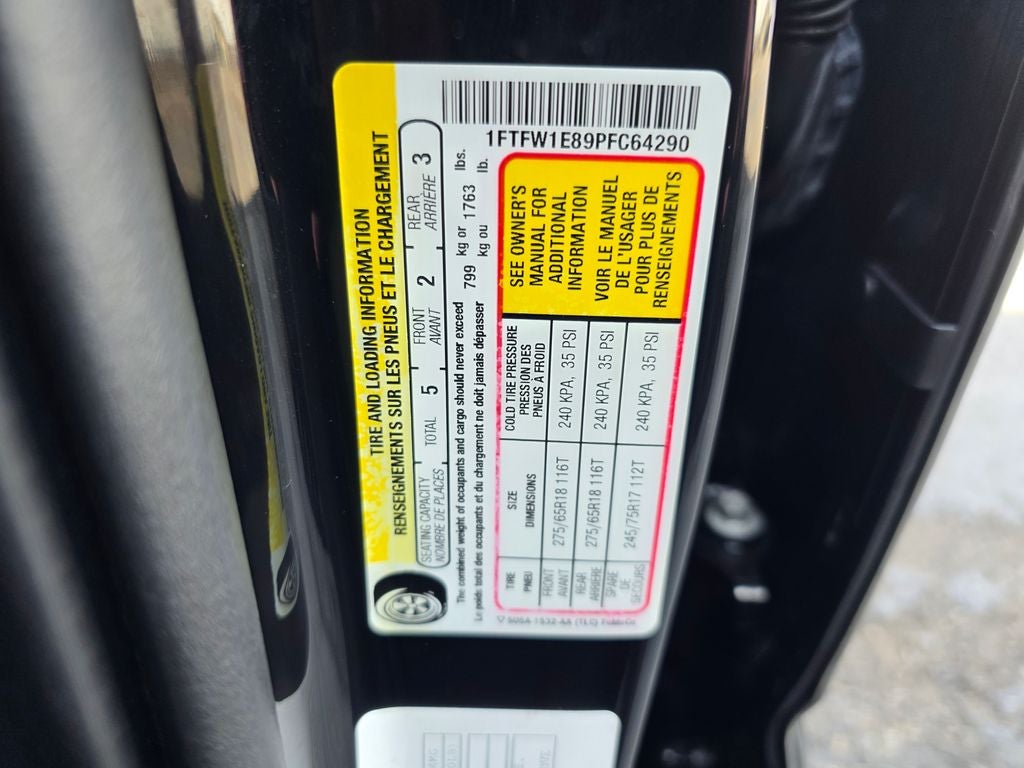 1FTFW1E89PFC64290
TIRE AND LOADING INFORMATION
RENSEIGNEMENTS SUR LES PNEUS ET LE CHARGEMENT
SEATING CAPACITY TOTAL 5 FRONT 2 REAR 3
NOMBRE DE PLACES AVANT ARRIÈRE
The combined weight of occupants and cargo should never exceed 799 kg or 1763 lbs.
Le poids total des occupants et du chargement ne doit jamais dépasser kg ou lb.
TIRE SIZE COLD TIRE PRESSURE
PNEU DIMENSIONS PRESSION DES
PNEUS À FROID
FRONT 275/65R18 116T 240 KPA, 35 PSI
AVANT
REAR 275/65R18 116T 240 KPA, 35 PSI
ARRIÈRE
SPARE 245/75R17 112T 240 KPA, 35 PSI
DE
SECOURS
SEE OWNER'S
MANUAL FOR
ADDITIONAL
INFORMATION
VOIR LE MANUEL
DE L'USAGER
POUR PLUS DE
RENSEIGNEMENTS